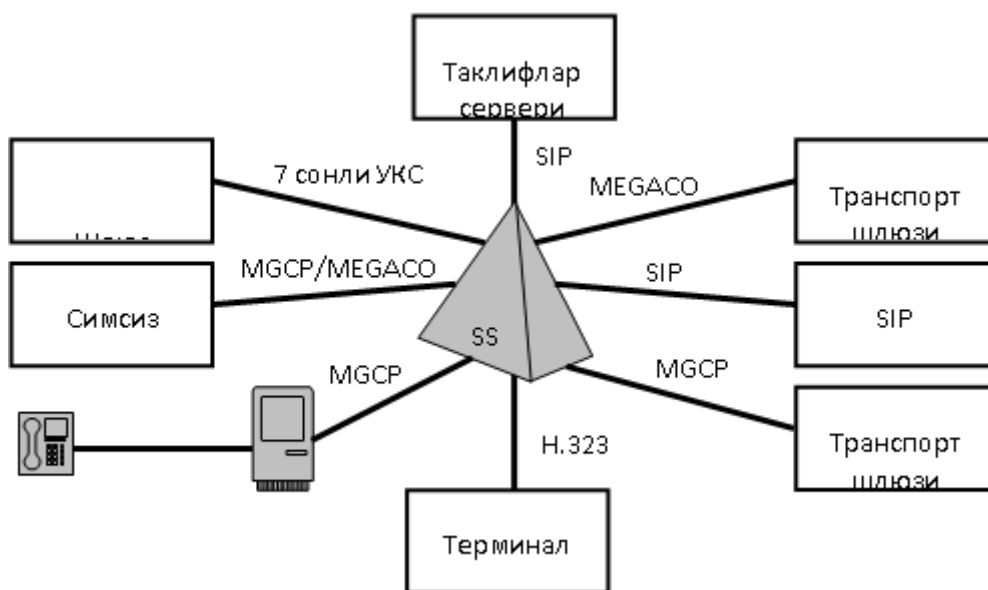 Таклифлар
сервери
SIP
7 сонли УКС
MEGACO
Транспорт
шлюзи
MGCP/MEGACO
SIP
Симсиз
SS
SIP
MGCP
MGCP
H.323
Транспорт
шлюзи
Терминал